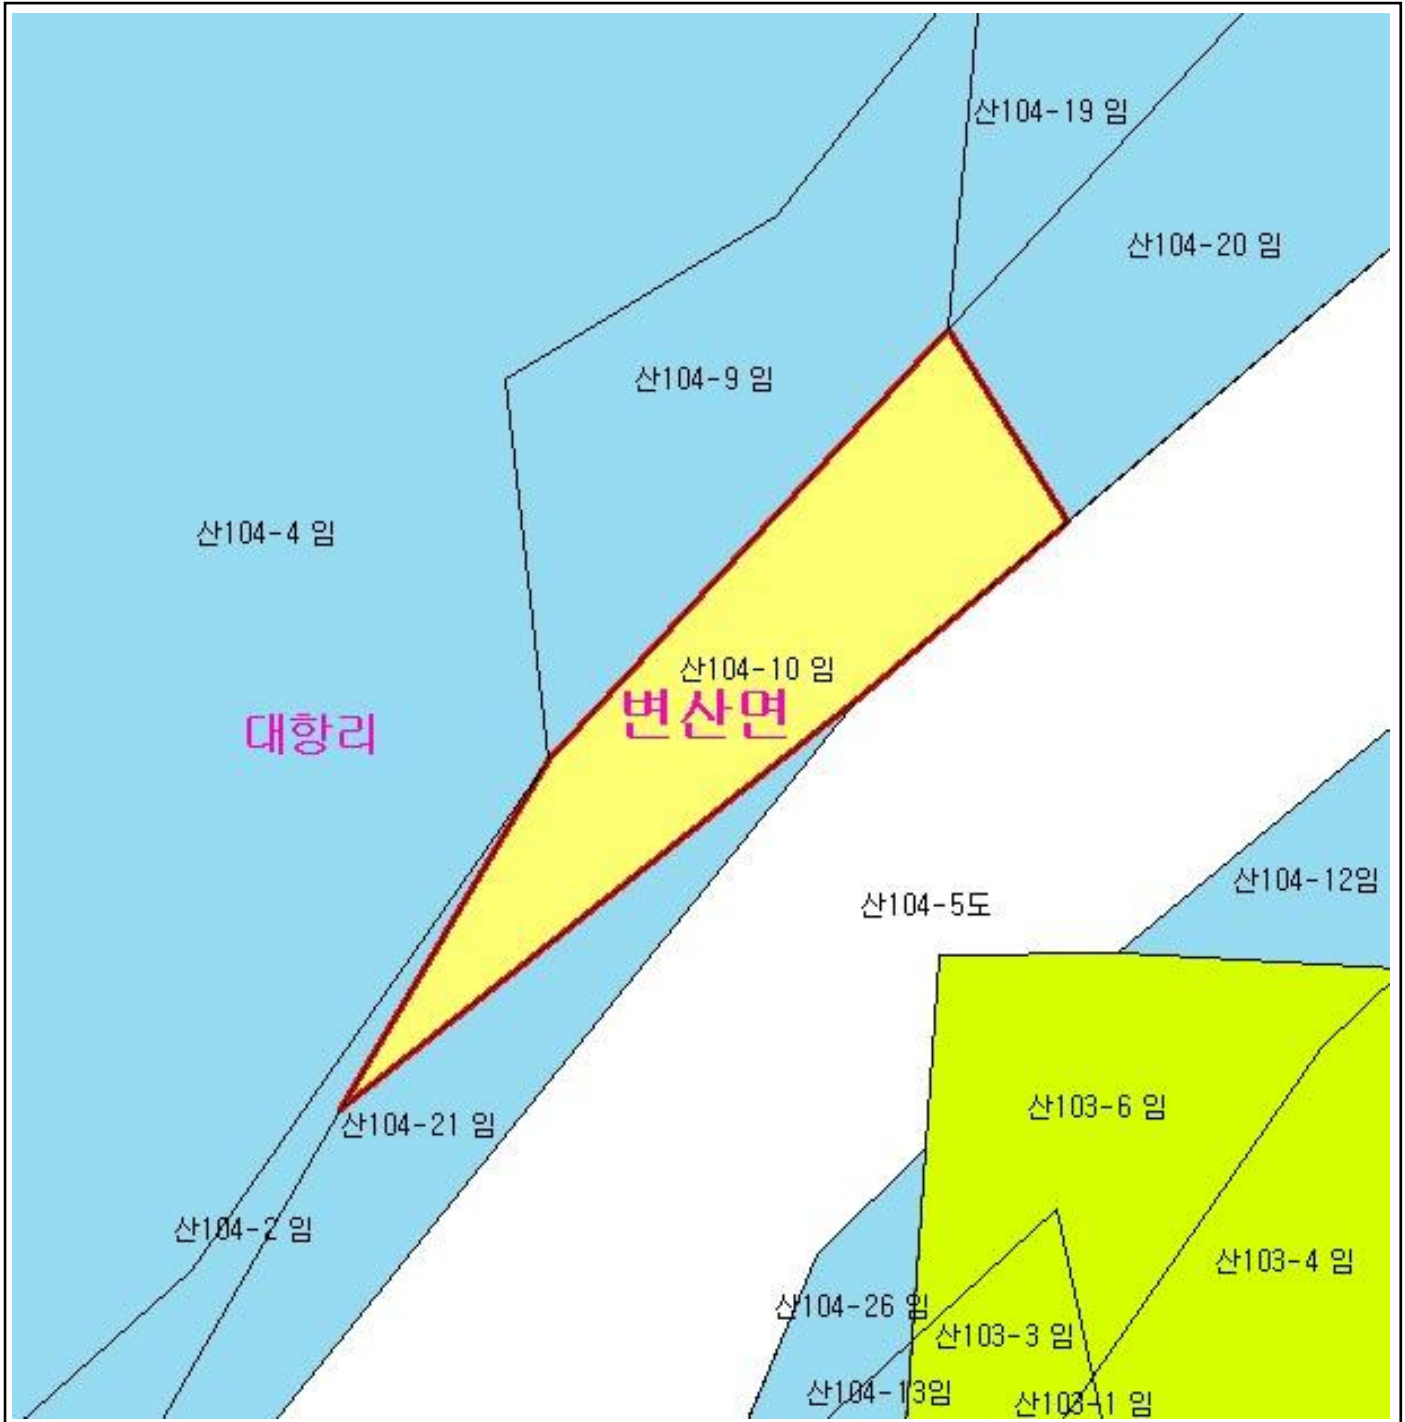 산104-19 임
산104-20 임
산104-9 임
산104-4 임
산104-10 임
변산면
대항리
산104-12임
산104-5도
산103-6 임
산104-21 임
산104-2 임
산103-4 임
산104-26 임
산103-3 임
산104-13임
산103-1 임